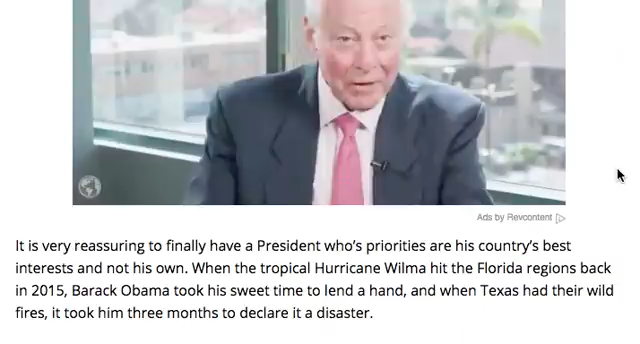 Ads by Revcontent
It is very reassuring to finally have a President who’s priorities are his country’s best
interests and not his own. When the tropical Hurricane Wilma hit the Florida regions back
in 2015, Barack Obama took his sweet time to lend a hand, and when Texas had their wild
fires, it took him three months to declare it a disaster.